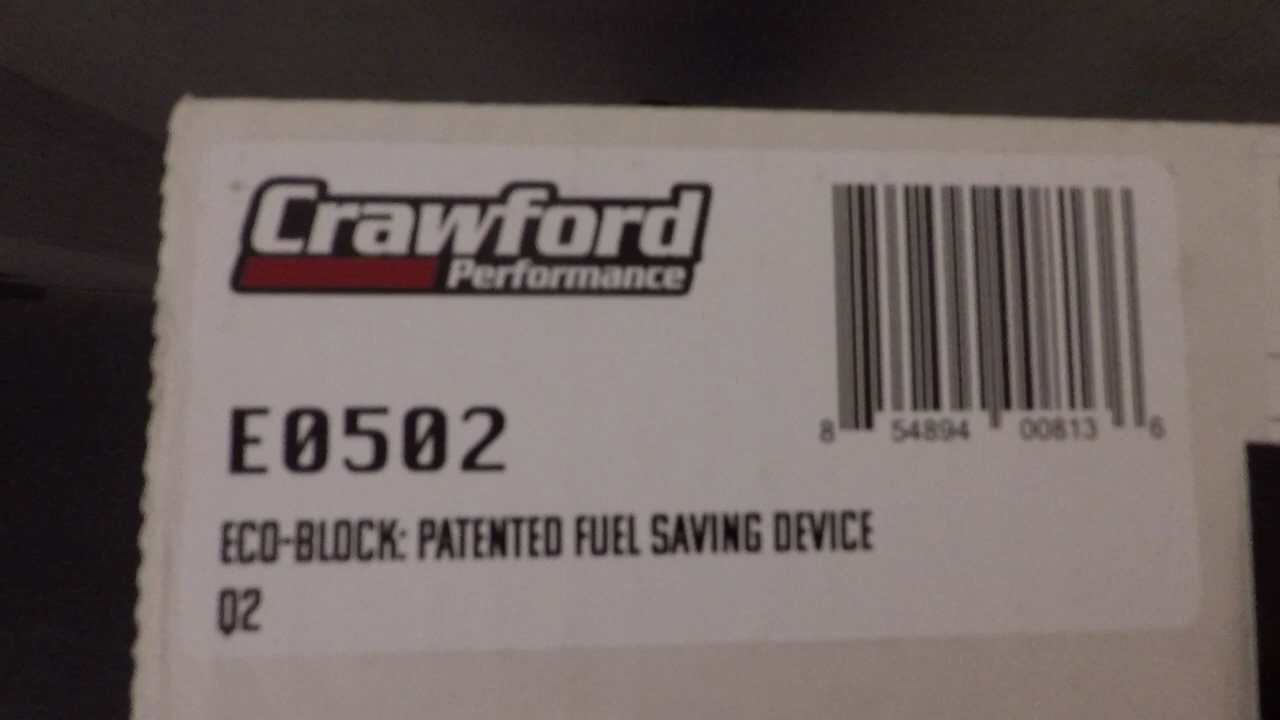 Crawford
Performance
8 54894 00813 6
E0502
ECO-BLOCK: PATENTED FUEL SAVING DEVICE
Q2